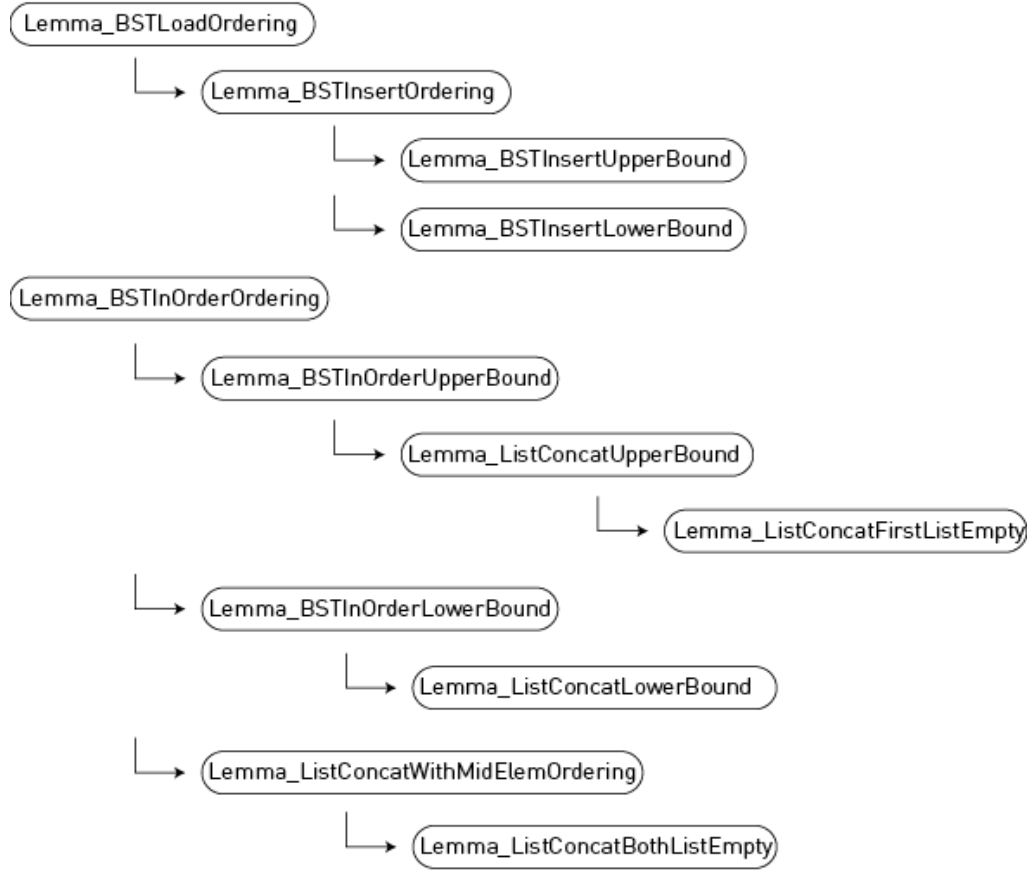 Lemma_BSTLoadOrdering
Lemma_BSTInsertOrdering
Lemma_BSTInsertUpperBound
Lemma_BSTInsertLowerBound
Lemma_BSTInOrderOrdering
Lemma_BSTInOrderUpperBound
Lemma_ListConcatUpperBound
Lemma_ListConcatFirstListEmpty
Lemma_BSTInOrderLowerBound
Lemma_ListConcatLowerBound
Lemma_ListConcatWithMidElemOrdering
Lemma_ListConcatBothListEmpty